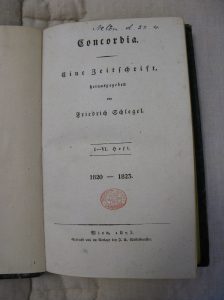 Concordia.
Eine Zeitschrift,
herausgegeben
von
Friedrich Schlegel.
I–VI. Heft.
1820 — 1823.
Wien, 1823.